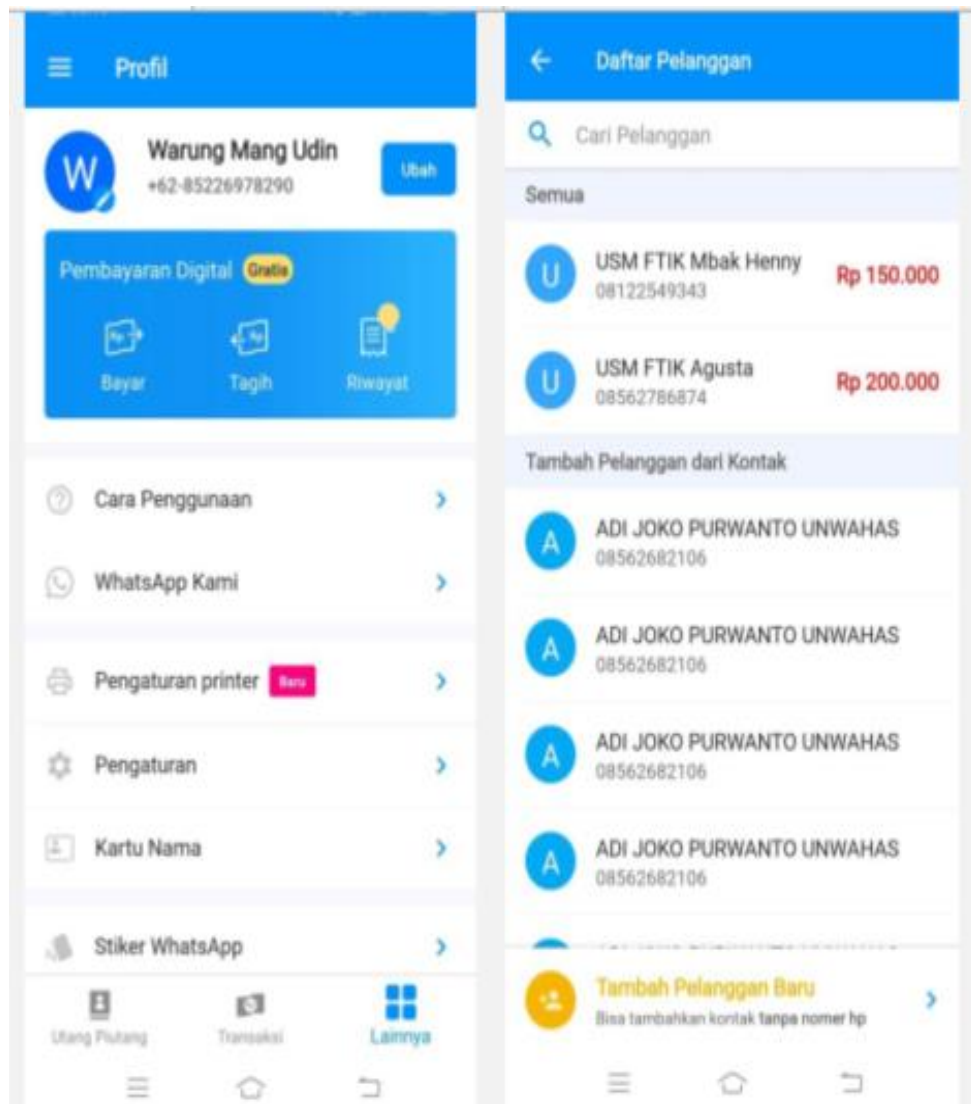 Profil
W
Warung Mang Udin
+62-85226978290
Ubah
Pembayaran Digital Gratis
Rp
Rp
Bayar
Tagih
Riwayat
Cara Penggunaan
WhatsApp Kami
Pengaturan printer Baru
Pengaturan
Kartu Nama
Stiker WhatsApp
Utang Piutang
Transaksi
Lainnya
Daftar Pelanggan
Cari Pelanggan
Semua
U
USM FTIK Mbak Henny
08122549343
Rp 150.000
U
USM FTIK Agusta
08562786874
Rp 200.000
Tambah Pelanggan dari Kontak
A
ADI JOKO PURWANTO UNWAHAS
08562682106
A
ADI JOKO PURWANTO UNWAHAS
08562682106
A
ADI JOKO PURWANTO UNWAHAS
08562682106
A
ADI JOKO PURWANTO UNWAHAS
08562682106
Tambah Pelanggan Baru
Bisa tambahkan kontak tanpa nomer hp